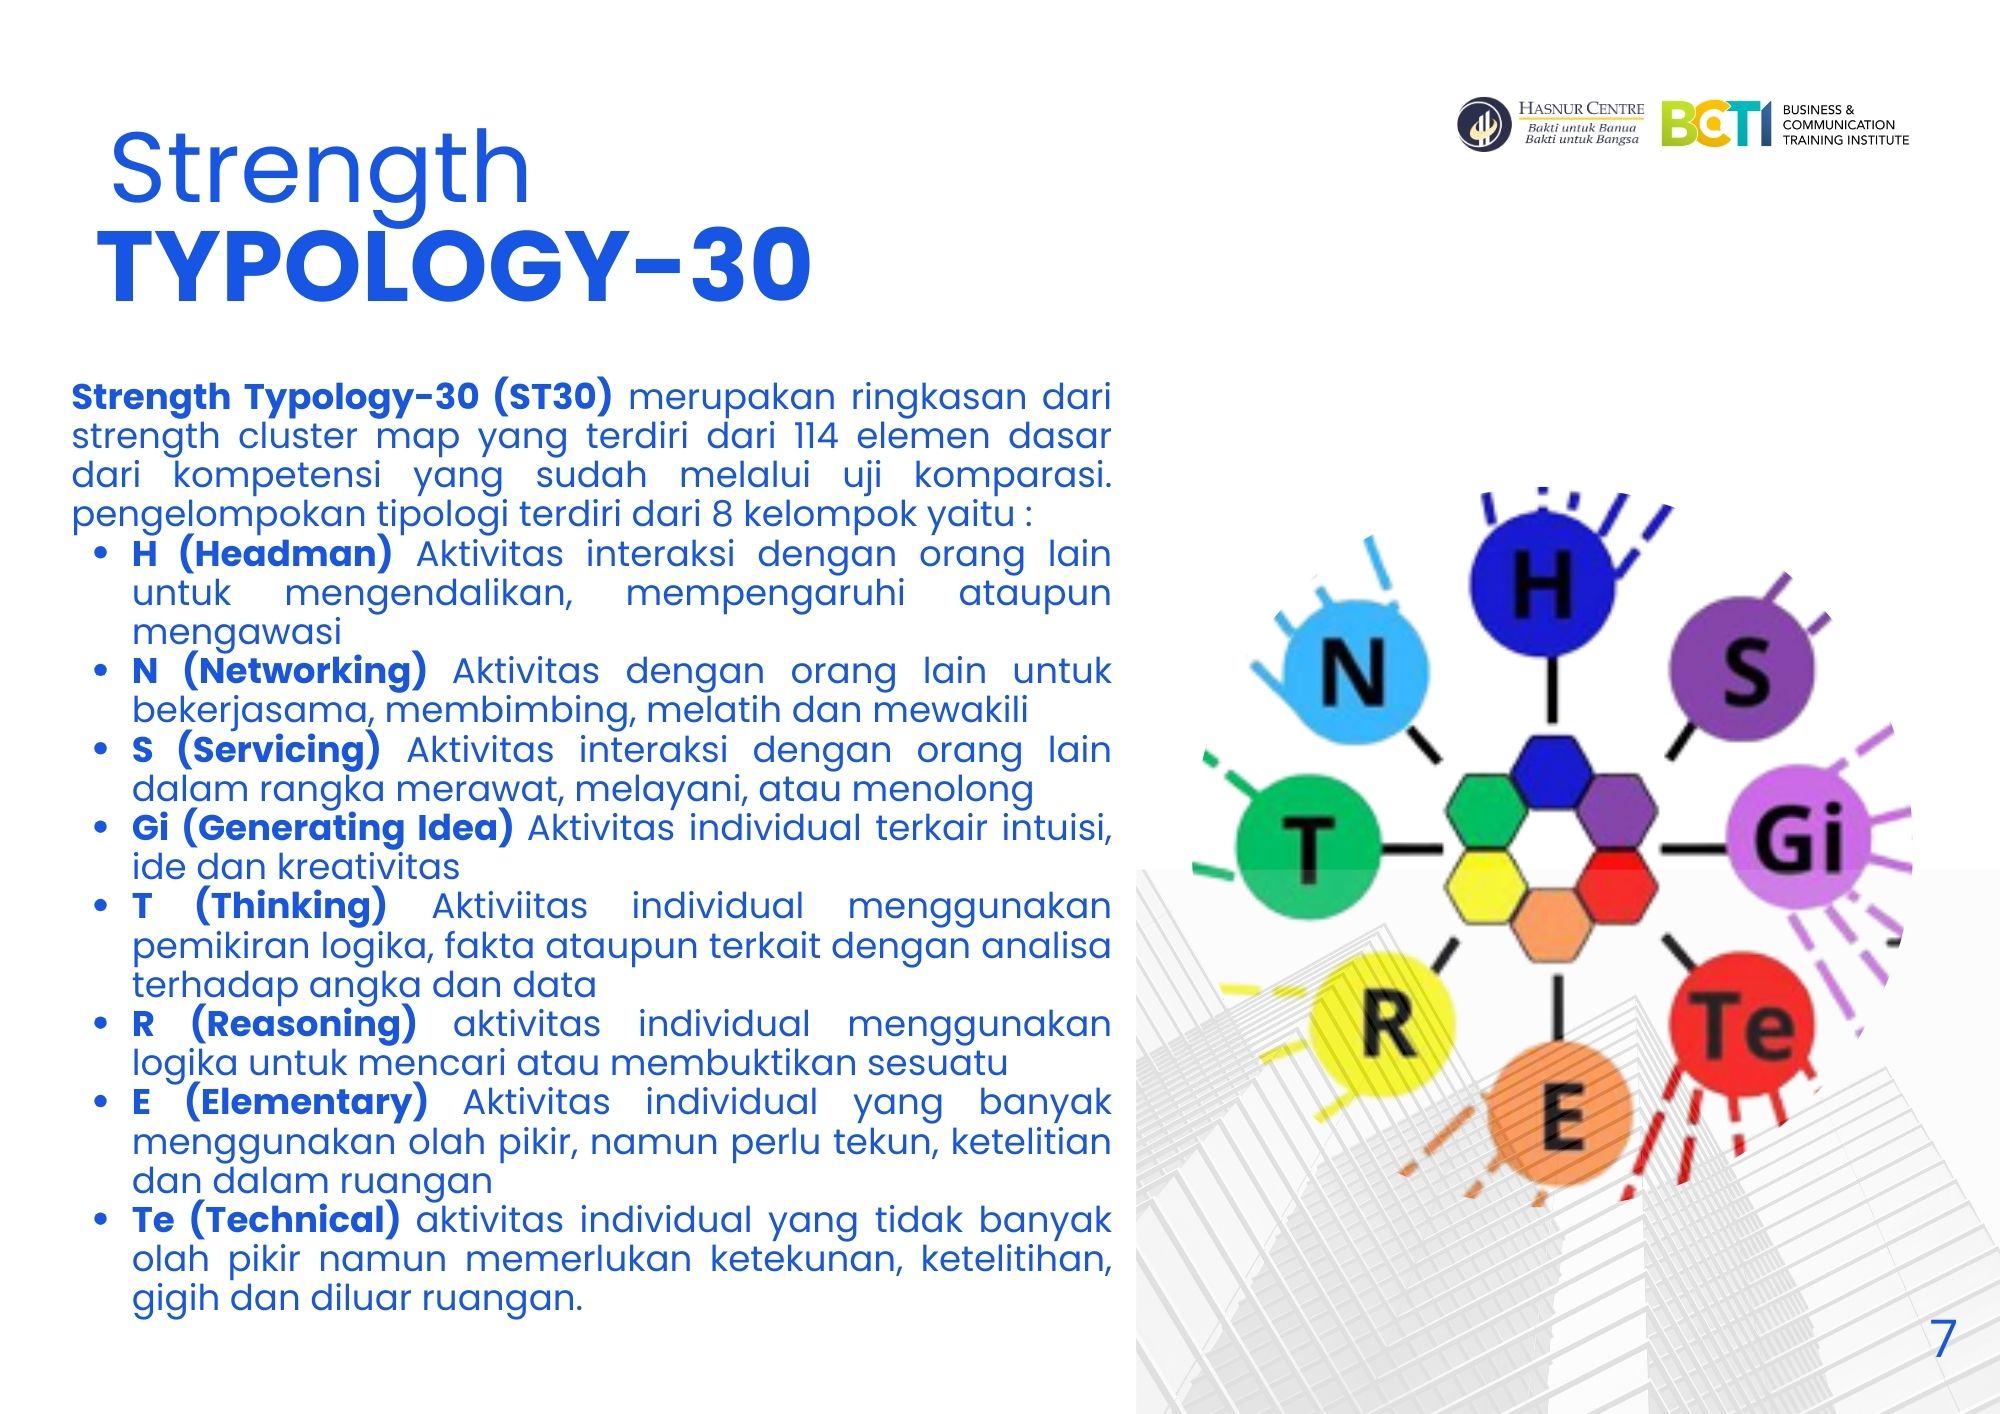 HASNUR CENTRE
Bakti untuk Banua
Bakti untuk Bangsa
BCTI
BUSINESS &
COMMUNICATION
TRAINING INSTITUTE
Strength
TYPOLOGY-30
Strength Typology-30 (ST30) merupakan ringkasan dari
strength cluster map yang terdiri dari 114 elemen dasar
dari kompetensi yang sudah melalui uji komparasi.
pengelompokan tipologi terdiri dari 8 kelompok yaitu :
• H (Headman) Aktivitas interaksi dengan orang lain
untuk mengendalikan, mempengaruhi ataupun
mengawasi
• N (Networking) Aktivitas dengan orang lain untuk
bekerjasama, membimbing, melatih dan mewakili
• S (Servicing) Aktivitas interaksi dengan orang lain
dalam rangka merawat, melayani, atau menolong
• Gi (Generating Idea) Aktivitas individual terkair intuisi,
ide dan kreativitas
• T (Thinking) Aktiviitas individual menggunakan
pemikiran logika, fakta ataupun terkait dengan analisa
terhadap angka dan data
• R (Reasoning) aktivitas individual menggunakan
logika untuk mencari atau membuktikan sesuatu
• E (Elementary) Aktivitas individual yang banyak
menggunakan olah pikir, namun perlu tekun, ketelitian
dan dalam ruangan
• Te (Technical) aktivitas individual yang tidak banyak
olah pikir namun memerlukan ketekunan, ketelitihan,
gigih dan diluar ruangan.
H
N
S
T
Gi
R
Te
E
7